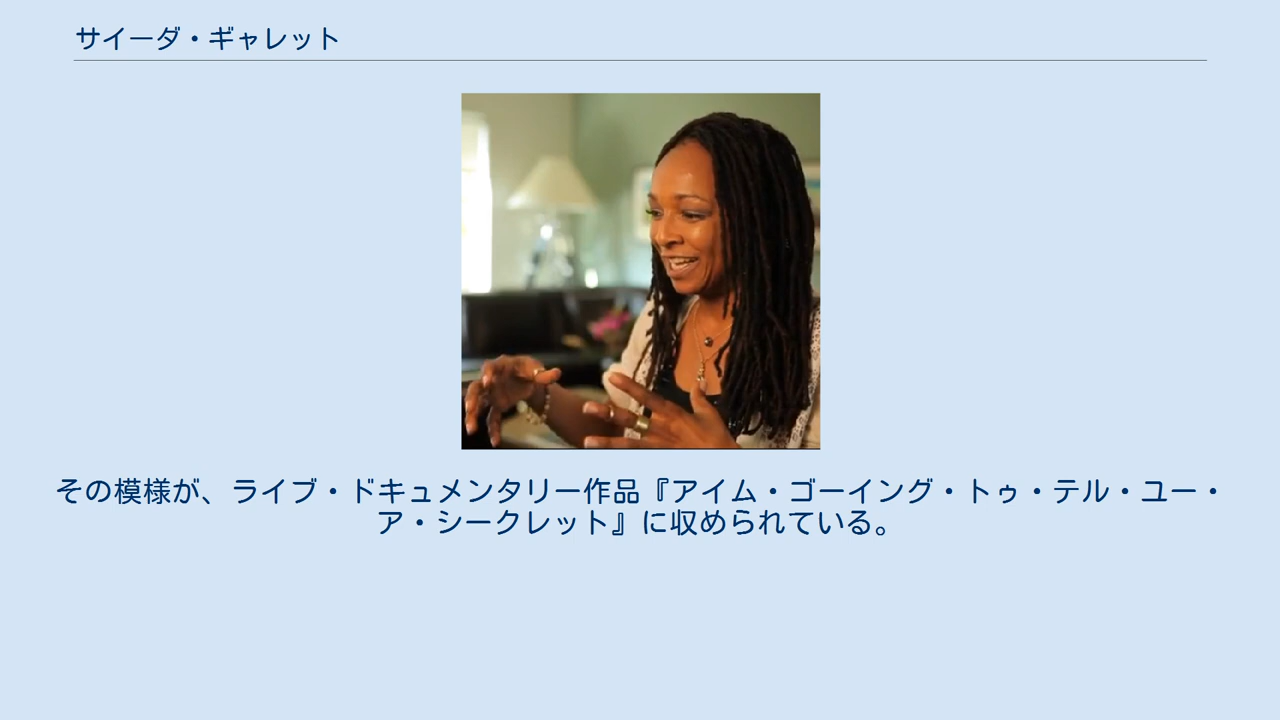 サイーダ・ギャレット
その模様が、ライブ・ドキュメンタリー作品『アイム・ゴーイング・トゥ・テル・ユー・
ア・シークレット』に収められている。